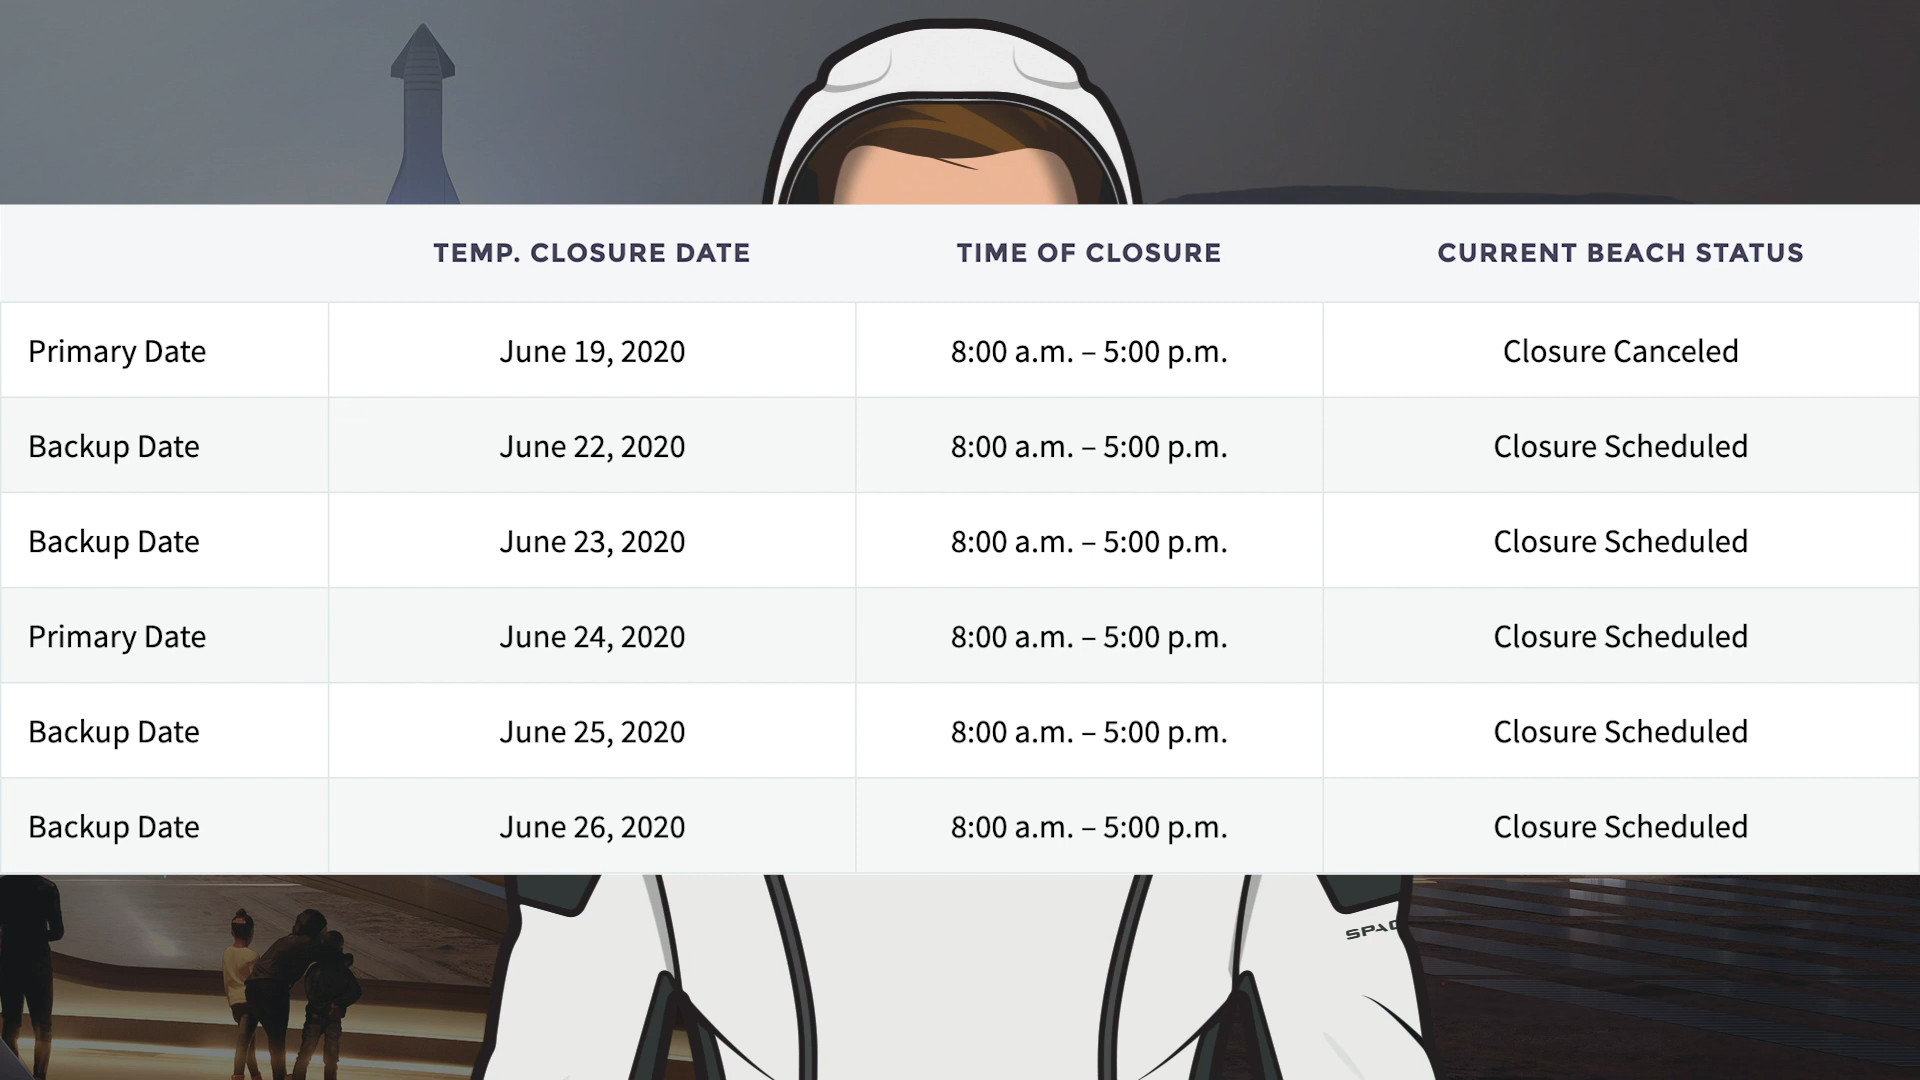 TEMP. CLOSURE DATE TIME OF CLOSURE CURRENT BEACH STATUS
Primary Date June 19, 2020 8:00 a.m. – 5:00 p.m. Closure Canceled
Backup Date June 22, 2020 8:00 a.m. – 5:00 p.m. Closure Scheduled
Backup Date June 23, 2020 8:00 a.m. – 5:00 p.m. Closure Scheduled
Primary Date June 24, 2020 8:00 a.m. – 5:00 p.m. Closure Scheduled
Backup Date June 25, 2020 8:00 a.m. – 5:00 p.m. Closure Scheduled
Backup Date June 26, 2020 8:00 a.m. – 5:00 p.m. Closure Scheduled
SPAC